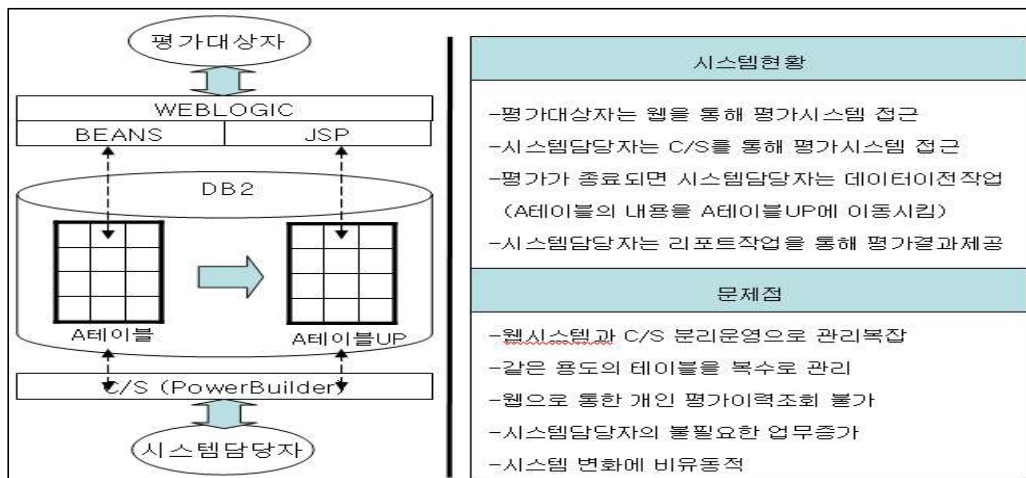 평가대상자
WEBLOGIC
BEANS
JSP
DB2
A테이블
A테이블UP
C/S (PowerBuilder)
시스템담당자
시스템현황
-평가대상자는 웹을 통해 평가시스템 접근
-시스템담당자는 C/S를 통해 평가시스템 접근
-평가가 종료되면 시스템담당자는 데이터이전작업
(A테이블의 내용을 A테이블UP에 이동시킴)
-시스템담당자는 리포트작업을 통해 평가결과제공
문제점
-웹시스템과 C/S 분리운영으로 관리복잡
-같은 용도의 테이블을 복수로 관리
-웹으로 통한 개인 평가이력조회 불가
-시스템담당자의 불필요한 업무증가
-시스템 변화에 비유동적